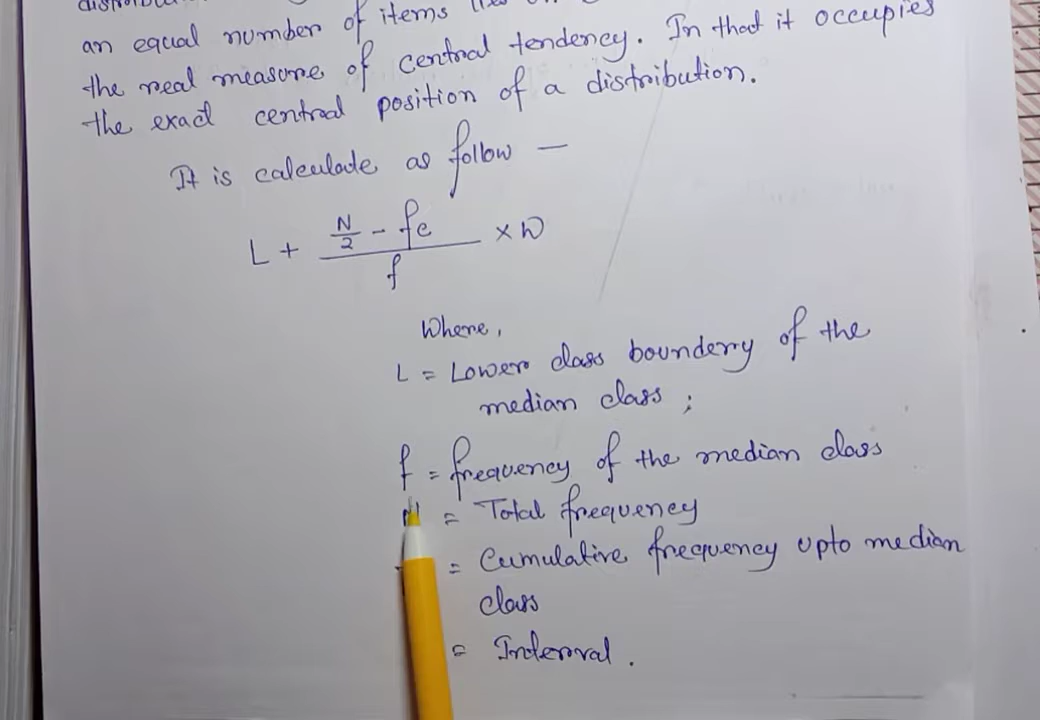 an equal number of items
the real measure of central tendency. In that it occupies
the exact central position of a distribution.
It is calculate as follow —
L + (N/2 - fc)/f × W
Where,
L = Lower class boundery of the
median class ;
f = frequency of the median class
N = Total frequency
= Cumulative frequency upto median
class
= Interval .